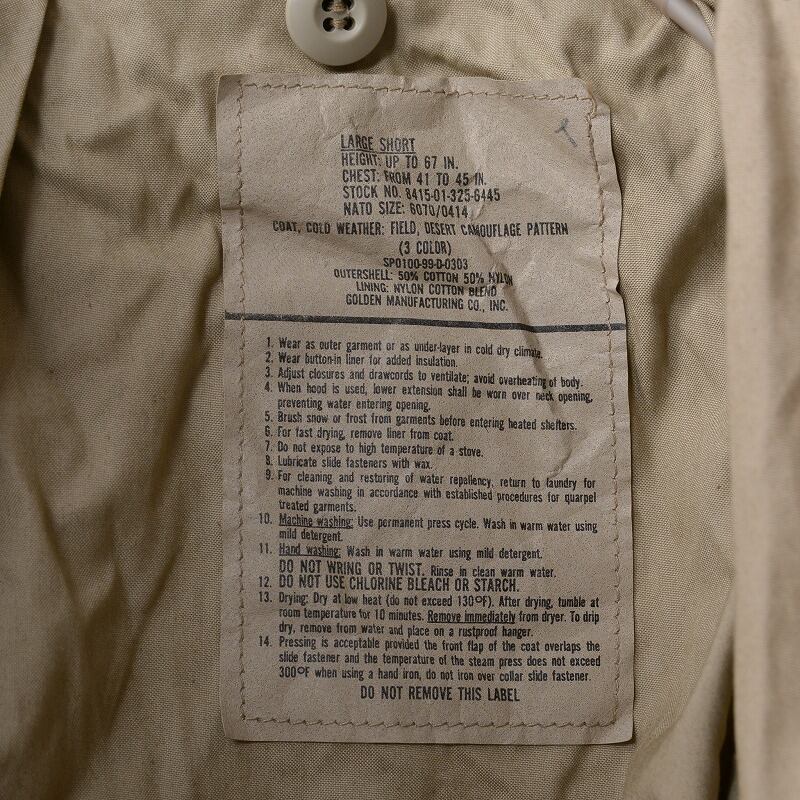 LARGE SHORT
HEIGHT: UP TO 67 IN.
CHEST: FROM 41 TO 45 IN.
STOCK NO. 8415-01-325-6445
NATO SIZE: 6070/0414
COAT, COLD WEATHER: FIELD, DESERT CAMOUFLAGE PATTERN
(3 COLOR)
SPO100-99-D-0303
OUTERSHELL: 50% COTTON 50% NYLON
LINING: NYLON COTTON BLEND
GOLDEN MANUFACTURING CO., INC.
1. Wear as outer garment or as under-layer in cold dry climate.
2. Wear button-in liner for added insulation.
3. Adjust closures and drawcords to ventilate; avoid overheating of body.
4. When hood is used, lower extension shall be worn over neck opening,
preventing water entering opening.
5. Brush snow or frost from garments before entering heated shelters.
6. For fast drying, remove liner from coat.
7. Do not expose to high temperature of a stove.
8. Lubricate slide fasteners with wax.
9. For cleaning and restoring of water repellency, return to laundry for
machine washing in accordance with established procedures for quarpel
treated garments.
10. Machine washing: Use permanent press cycle. Wash in warm water using
mild detergent.
11. Hand washing: Wash in warm water using mild detergent.
DO NOT WRING OR TWIST. Rinse in clean warm water.
12. DO NOT USE CHLORINE BLEACH OR STARCH.
13. Drying: Dry at low heat (do not exceed 130ºF). After drying, tumble at
room temperature for 10 minutes. Remove immediately from dryer. To drip
dry, remove from water and place on a rustproof hanger.
14. Pressing is acceptable provided the front flap of the coat overlaps the
slide fastener and the temperature of the steam press does not exceed
300ºF when using a hand iron, do not iron over collar slide fastener.
DO NOT REMOVE THIS LABEL